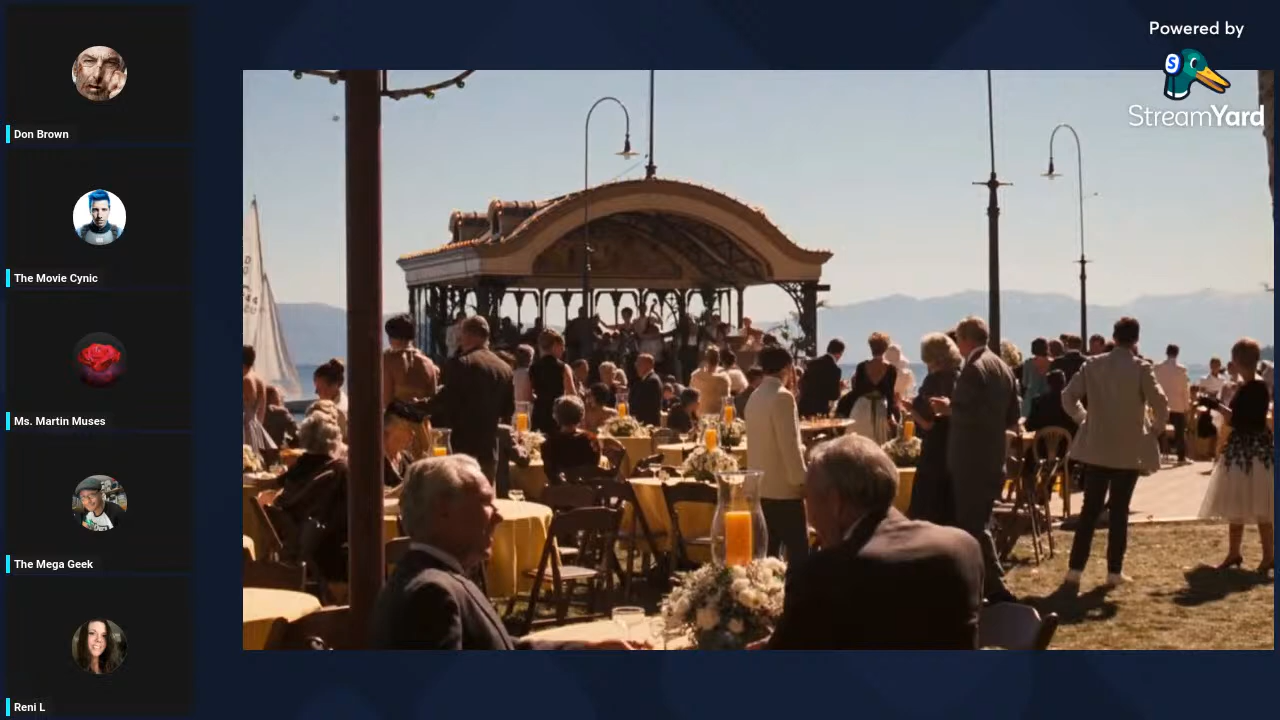 Don Brown
The Movie Cynic
Ms. Martin Muses
The Mega Geek
Reni L
Powered by
S
StreamYard